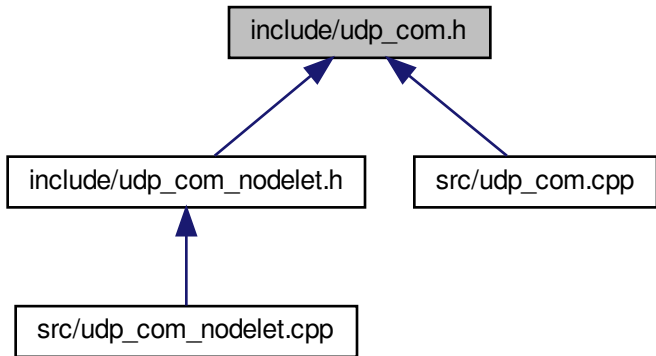 include/udp_com.h
include/udp_com_nodelet.h
src/udp_com.cpp
src/udp_com_nodelet.cpp